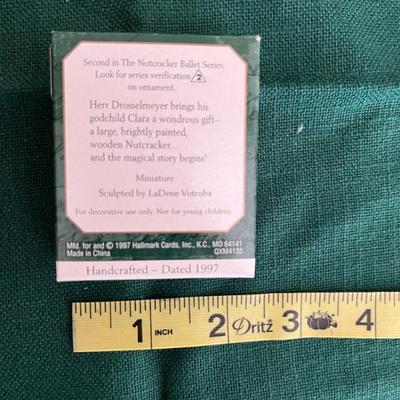 Second in The Nutcracker Ballet Series.
Look for series verification 2
on ornament.
Herr Drosselmeyer brings his
godchild Clara a wondrous gift–
a large, brightly painted,
wooden Nutcracker...
and the magical story begins!
Miniature
Sculpted by LaDene Votruba
For decorative use only. Not for young children.
Mfd. for and © 1997 Hallmark Cards, Inc., K.C., MO 64141
Made in China QXM4135
Handcrafted – Dated 1997
1 INCH 2 Dritz® 3 4